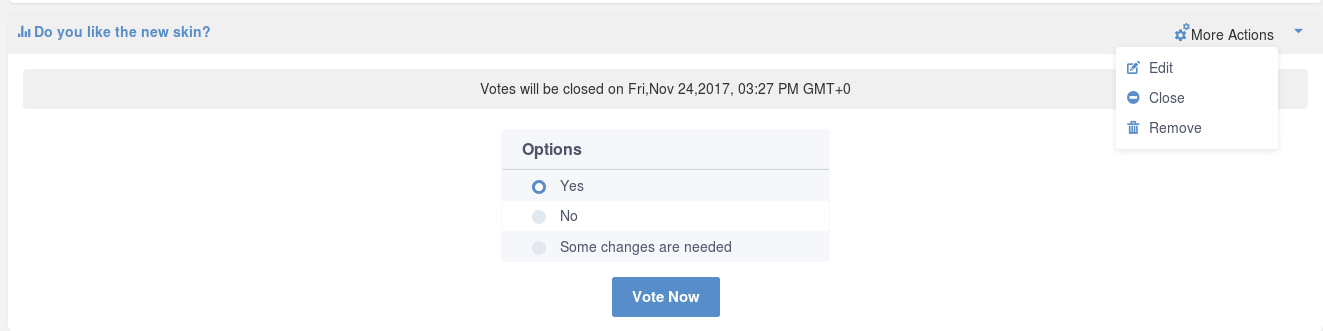 Do you like the new skin?
More Actions
Edit
Close
Remove
Votes will be closed on Fri,Nov 24,2017, 03:27 PM GMT+0
Options
Yes
No
Some changes are needed
Vote Now